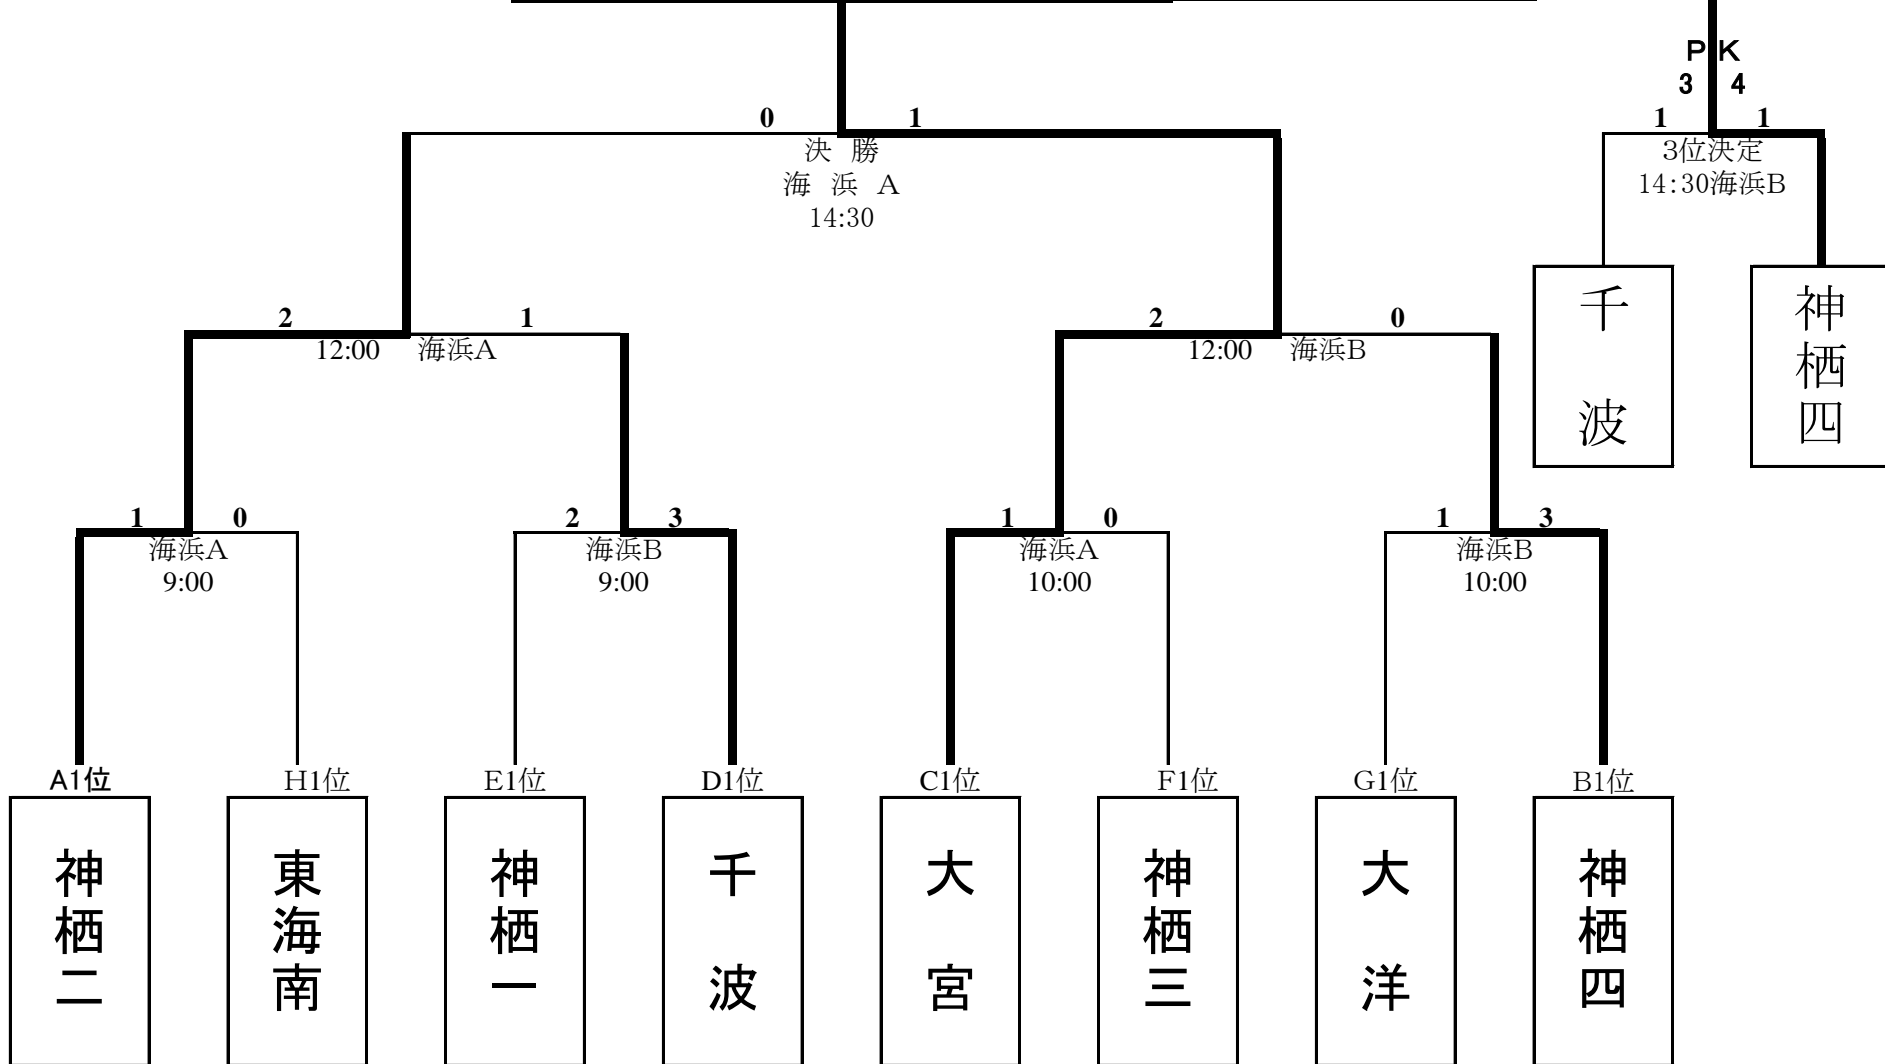 PK
3 4
0 1
1 1
決 勝
海 浜 A
14:30
3位決定
14:30海浜B
千波
神栖四
2 1
12:00 海浜A
2 0
12:00 海浜B
1 0
海浜A
9:00
2 3
海浜B
9:00
1 0
海浜A
10:00
1 3
海浜B
10:00
A1位
H1位
E1位
D1位
C1位
F1位
G1位
B1位
神栖二
東海南
神栖一
千波
大宮
神栖三
大洋
神栖四